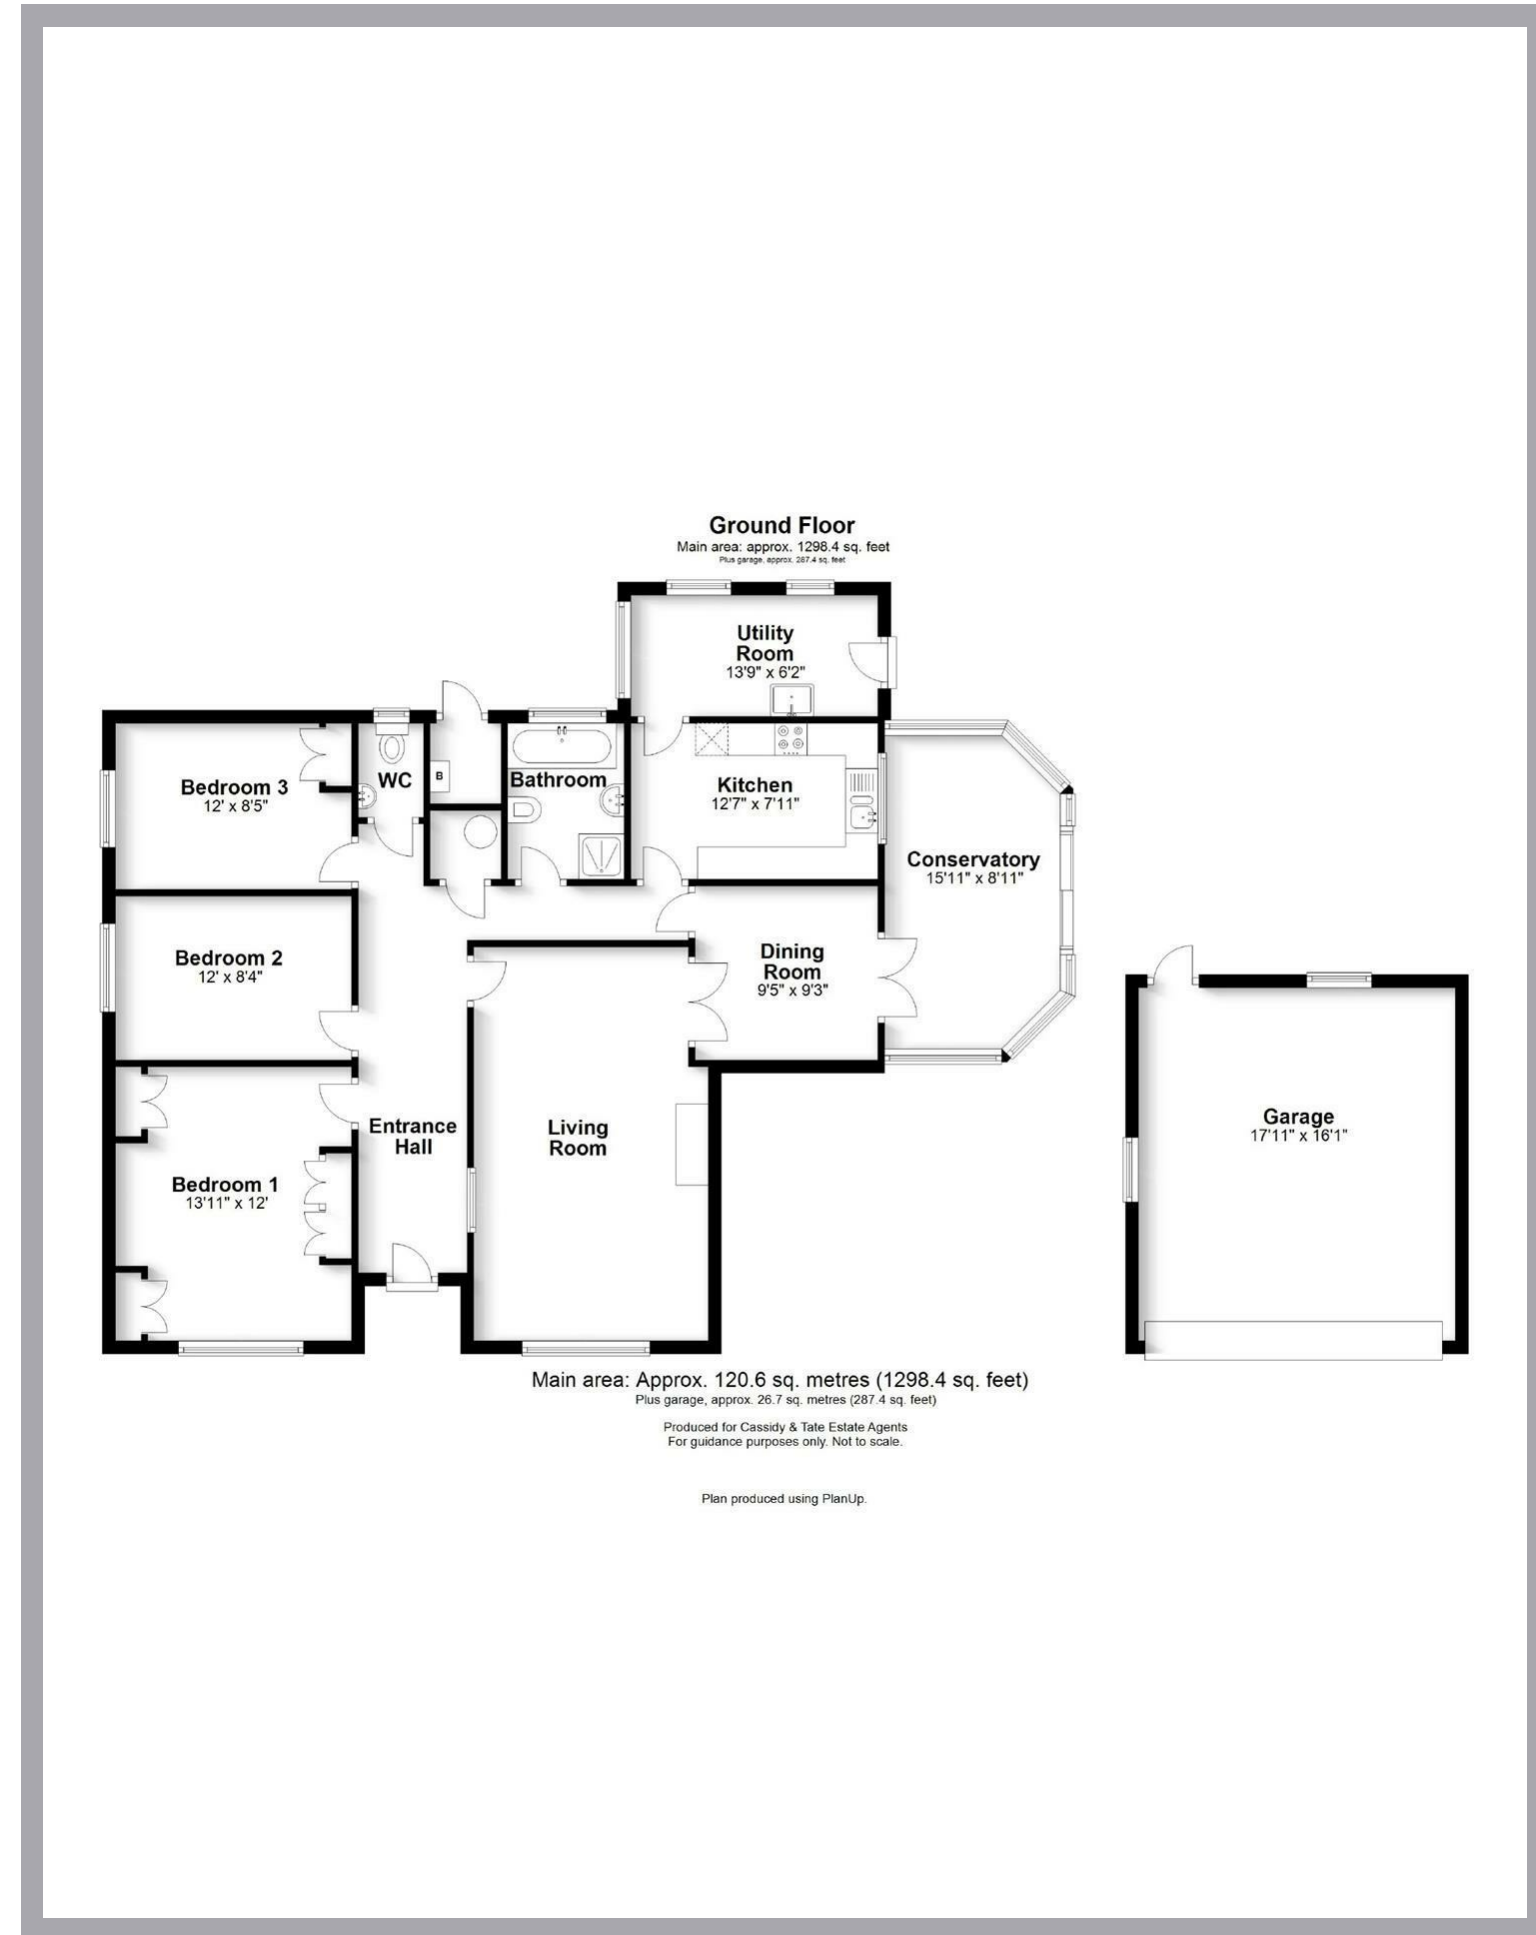 Ground Floor
Main area: approx. 1298.4 sq. feet
Plus garage, approx. 287.4 sq. feet
Utility
Room
13'9" x 6'2"
Bedroom 3
12' x 8'5"
WC
B
Bathroom
Kitchen
12'7" x 7'11"
Conservatory
15'11" x 8'11"
Bedroom 2
12' x 8'4"
Dining
Room
9'5" x 9'3"
Entrance
Hall
Living
Room
Garage
17'11" x 16'1"
Bedroom 1
13'11" x 12'
Main area: Approx. 120.6 sq. metres (1298.4 sq. feet)
Plus garage, approx. 26.7 sq. metres (287.4 sq. feet)
Produced for Cassidy & Tate Estate Agents
For guidance purposes only. Not to scale.
Plan produced using PlanUp.